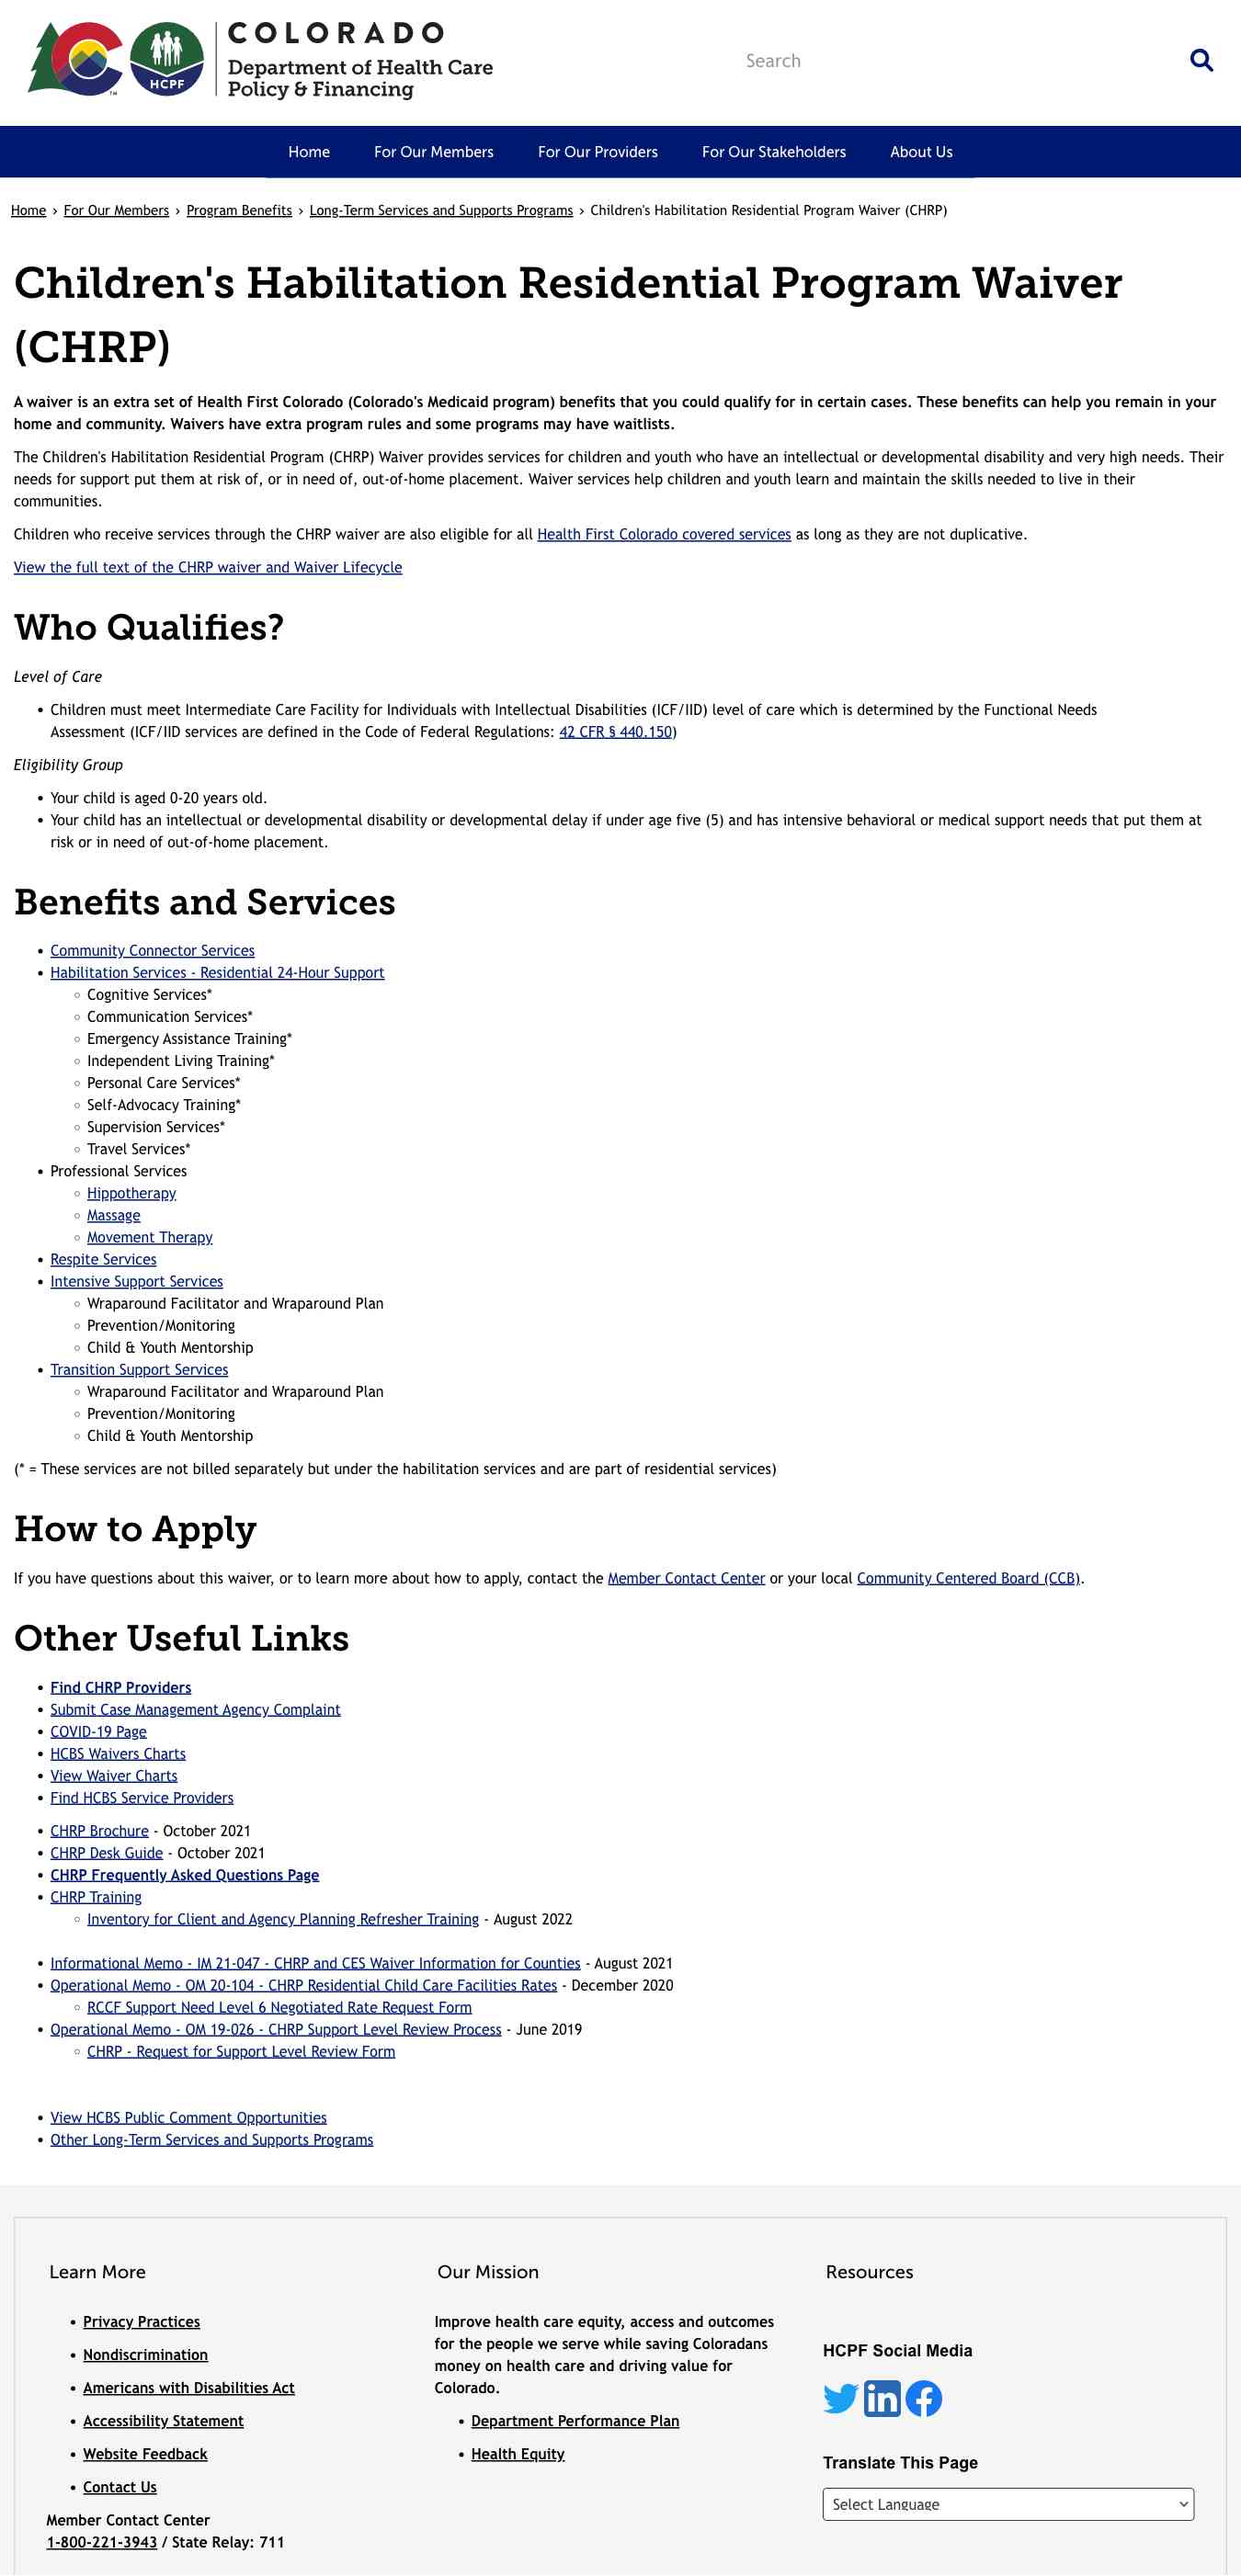 COLORADO
Department of Health Care
Policy & Financing
HCPF
TM
Search
Home For Our Members For Our Providers For Our Stakeholders About Us
Home › For Our Members › Program Benefits › Long-Term Services and Supports Programs › Children's Habilitation Residential Program Waiver (CHRP)
Children's Habilitation Residential Program Waiver
(CHRP)
A waiver is an extra set of Health First Colorado (Colorado's Medicaid program) benefits that you could qualify for in certain cases. These benefits can help you remain in your
home and community. Waivers have extra program rules and some programs may have waitlists.
The Children's Habilitation Residential Program (CHRP) Waiver provides services for children and youth who have an intellectual or developmental disability and very high needs. Their
needs for support put them at risk of, or in need of, out-of-home placement. Waiver services help children and youth learn and maintain the skills needed to live in their
communities.
Children who receive services through the CHRP waiver are also eligible for all Health First Colorado covered services as long as they are not duplicative.
View the full text of the CHRP waiver and Waiver Lifecycle
Who Qualifies?
Level of Care
• Children must meet Intermediate Care Facility for Individuals with Intellectual Disabilities (ICF/IID) level of care which is determined by the Functional Needs
Assessment (ICF/IID services are defined in the Code of Federal Regulations: 42 CFR § 440.150)
Eligibility Group
• Your child is aged 0-20 years old.
• Your child has an intellectual or developmental disability or developmental delay if under age five (5) and has intensive behavioral or medical support needs that put them at
risk or in need of out-of-home placement.
Benefits and Services
• Community Connector Services
• Habilitation Services - Residential 24-Hour Support
◦ Cognitive Services*
◦ Communication Services*
◦ Emergency Assistance Training*
◦ Independent Living Training*
◦ Personal Care Services*
◦ Self-Advocacy Training*
◦ Supervision Services*
◦ Travel Services*
• Professional Services
◦ Hippotherapy
◦ Massage
◦ Movement Therapy
• Respite Services
• Intensive Support Services
◦ Wraparound Facilitator and Wraparound Plan
◦ Prevention/Monitoring
◦ Child & Youth Mentorship
• Transition Support Services
◦ Wraparound Facilitator and Wraparound Plan
◦ Prevention/Monitoring
◦ Child & Youth Mentorship
(* = These services are not billed separately but under the habilitation services and are part of residential services)
How to Apply
If you have questions about this waiver, or to learn more about how to apply, contact the Member Contact Center or your local Community Centered Board (CCB).
Other Useful Links
• Find CHRP Providers
• Submit Case Management Agency Complaint
• COVID-19 Page
• HCBS Waivers Charts
• View Waiver Charts
• Find HCBS Service Providers
• CHRP Brochure - October 2021
• CHRP Desk Guide - October 2021
• CHRP Frequently Asked Questions Page
• CHRP Training
◦ Inventory for Client and Agency Planning Refresher Training - August 2022
• Informational Memo - IM 21-047 - CHRP and CES Waiver Information for Counties - August 2021
• Operational Memo - OM 20-104 - CHRP Residential Child Care Facilities Rates - December 2020
◦ RCCF Support Need Level 6 Negotiated Rate Request Form
• Operational Memo - OM 19-026 - CHRP Support Level Review Process - June 2019
◦ CHRP - Request for Support Level Review Form
• View HCBS Public Comment Opportunities
• Other Long-Term Services and Supports Programs
Learn More
• Privacy Practices
• Nondiscrimination
• Americans with Disabilities Act
• Accessibility Statement
• Website Feedback
• Contact Us
Member Contact Center
1-800-221-3943 / State Relay: 711
Our Mission
Improve health care equity, access and outcomes
for the people we serve while saving Coloradans
money on health care and driving value for
Colorado.
• Department Performance Plan
• Health Equity
Resources
HCPF Social Media
Translate This Page
Select Language